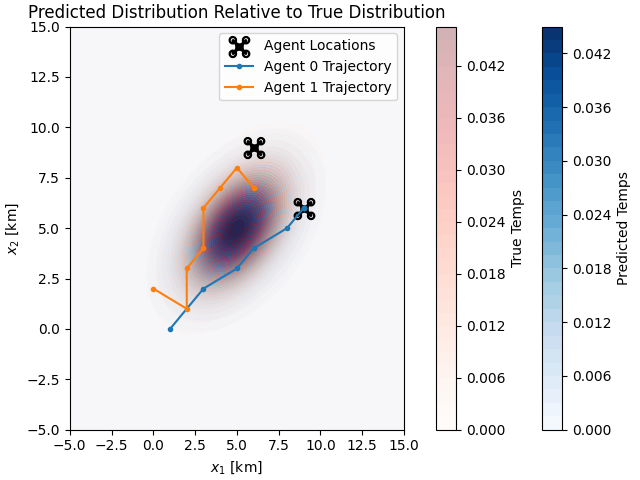 Predicted Distribution Relative to True Distribution
15.0
12.5
10.0
7.5
5.0
2.5
0.0
−2.5
−5.0
x₂ [km]
−5.0 −2.5 0.0 2.5 5.0 7.5 10.0 12.5 15.0
x₁ [km]
Agent Locations
Agent 0 Trajectory
Agent 1 Trajectory
0.042
0.036
0.030
0.024
0.018
0.012
0.006
0.000
True Temps
0.042
0.036
0.030
0.024
0.018
0.012
0.006
0.000
Predicted Temps